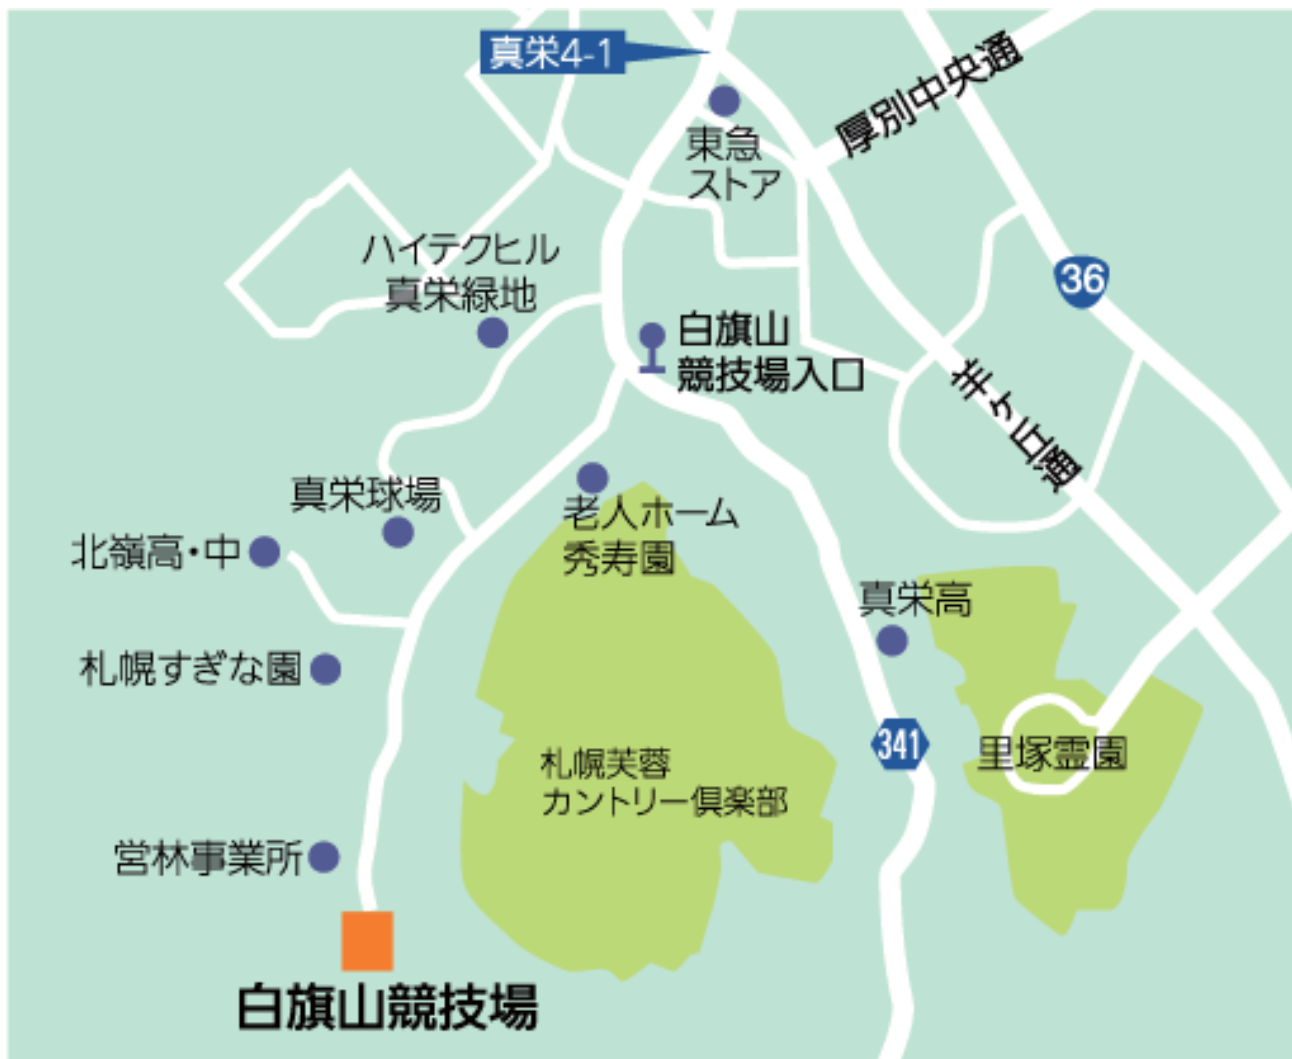 真栄4-1
厚別中央通
東急
ストア
ハイテクヒル
真栄緑地
36
白旗山
競技場入口
羊ヶ丘通
真栄球場
老人ホーム
秀寿園
北嶺高・中
真栄高
札幌すぎな園
341
里塚霊園
札幌芙蓉
カントリー倶楽部
営林事業所
白旗山競技場